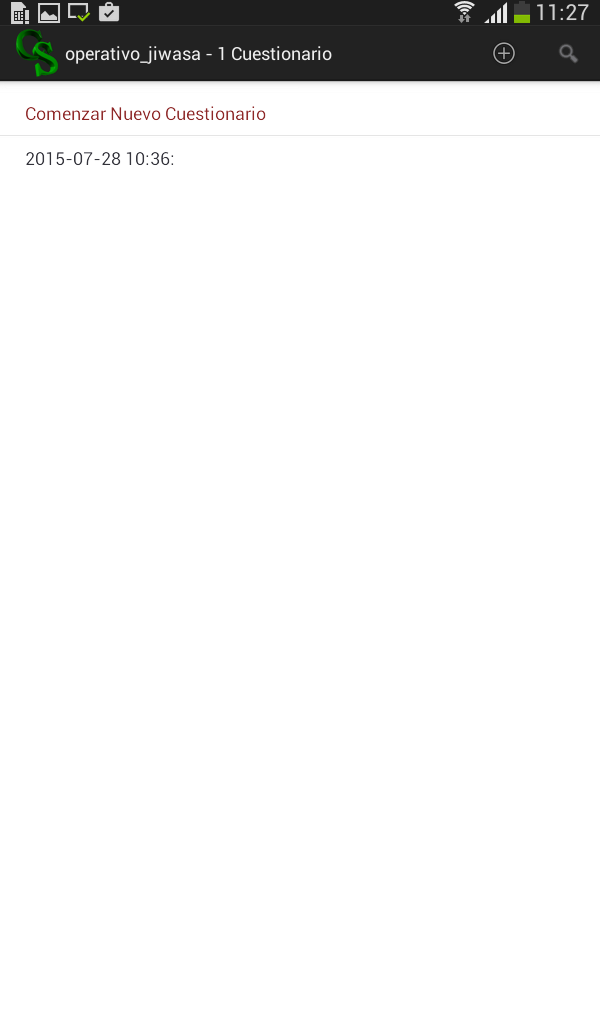 11:27
CS
operativo_jiwasa - 1 Cuestionario
Comenzar Nuevo Cuestionario
2015-07-28 10:36: